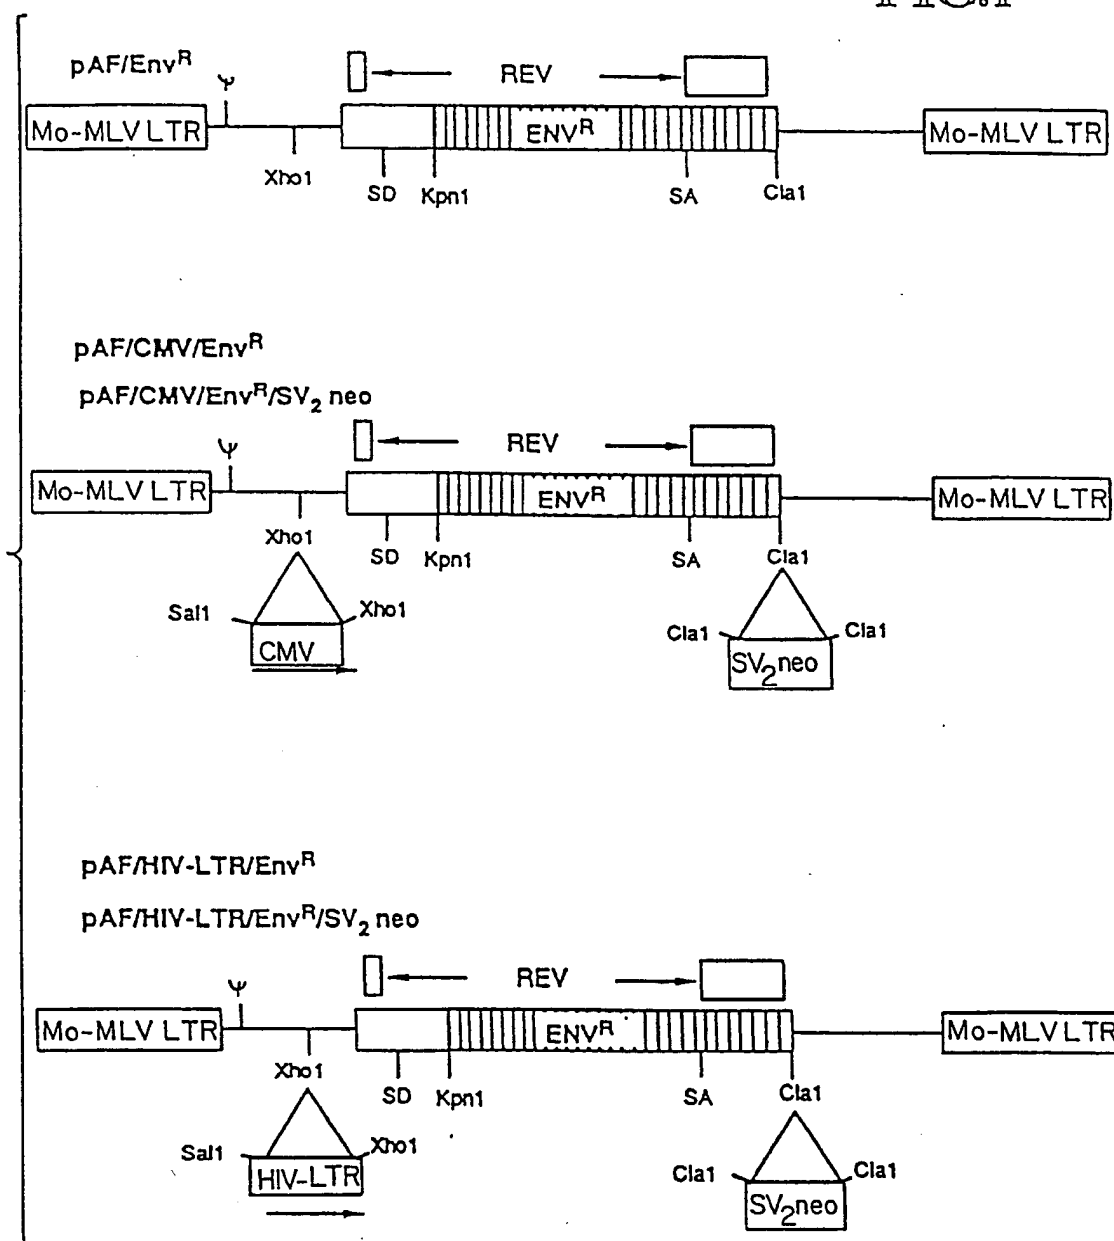 FIG.1
pAF/Env^R
Ψ
REV
Mo-MLV LTR ENV^R Mo-MLV LTR
Xho1 SD Kpn1 SA Cla1
pAF/CMV/Env^R
pAF/CMV/Env^R/SV₂ neo
Ψ
REV
Mo-MLV LTR ENV^R Mo-MLV LTR
Xho1 SD Kpn1 SA Cla1
Sal1 Xho1 Cla1 Cla1
CMV SV₂neo
pAF/HIV-LTR/Env^R
pAF/HIV-LTR/Env^R/SV₂ neo
Ψ
REV
Mo-MLV LTR ENV^R Mo-MLV LTR
Xho1 SD Kpn1 SA Cla1
Sal1 Xho1 Cla1 Cla1
HIV-LTR SV₂neo